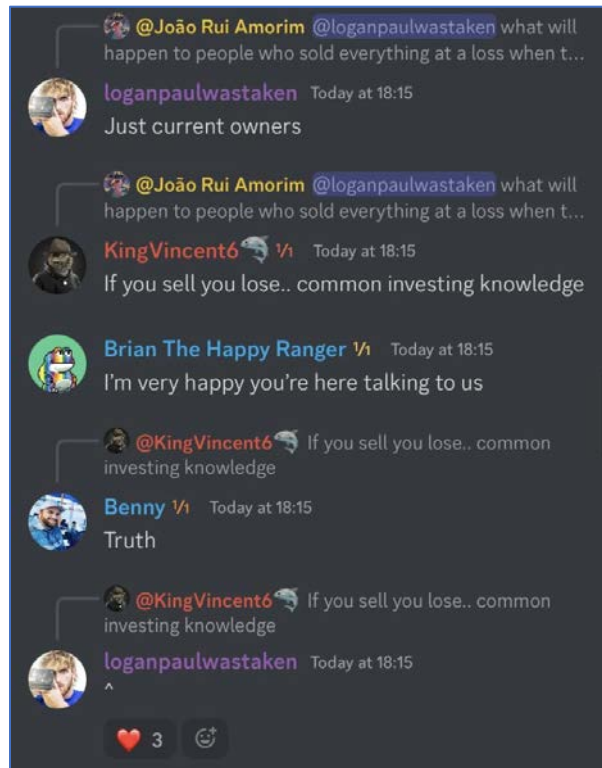 @João Rui Amorim @loganpaulwastaken what will
happen to people who sold everything at a loss when t...
loganpaulwastaken Today at 18:15
Just current owners
@João Rui Amorim @loganpaulwastaken what will
happen to people who sold everything at a loss when t...
KingVincent6🐬 1/1 Today at 18:15
If you sell you lose.. common investing knowledge
Brian The Happy Ranger 1/1 Today at 18:15
I'm very happy you're here talking to us
@KingVincent6🐬 If you sell you lose.. common
investing knowledge
Benny 1/1 Today at 18:15
Truth
@KingVincent6🐬 If you sell you lose.. common
investing knowledge
loganpaulwastaken Today at 18:15
^
❤️ 3